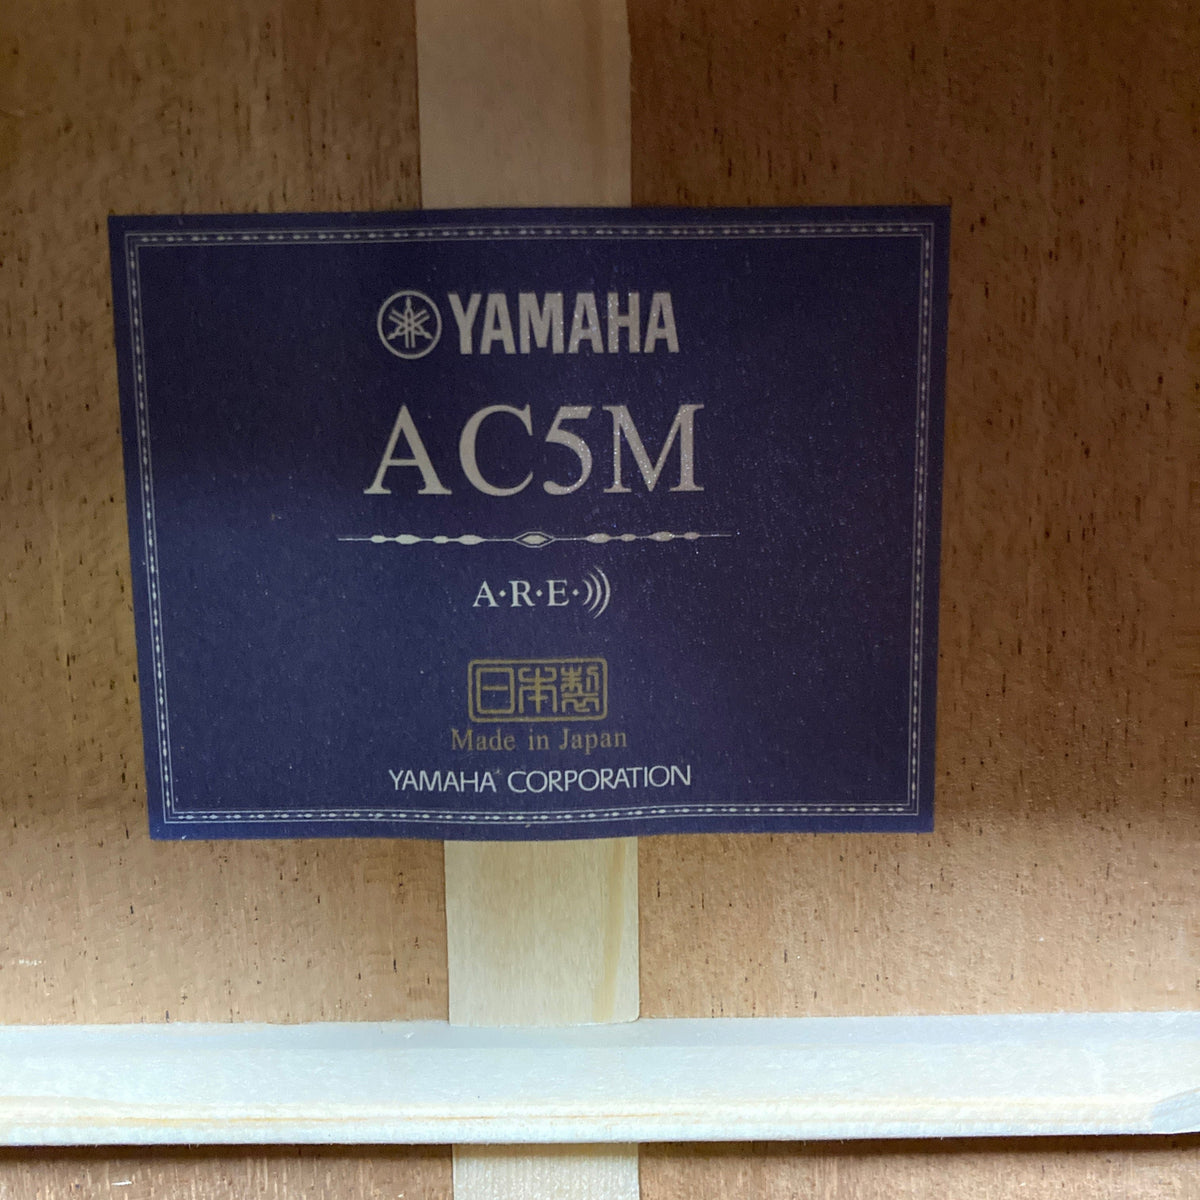 YAMAHA
AC5M
A·R·E·
日本製
Made in Japan
YAMAHA CORPORATION